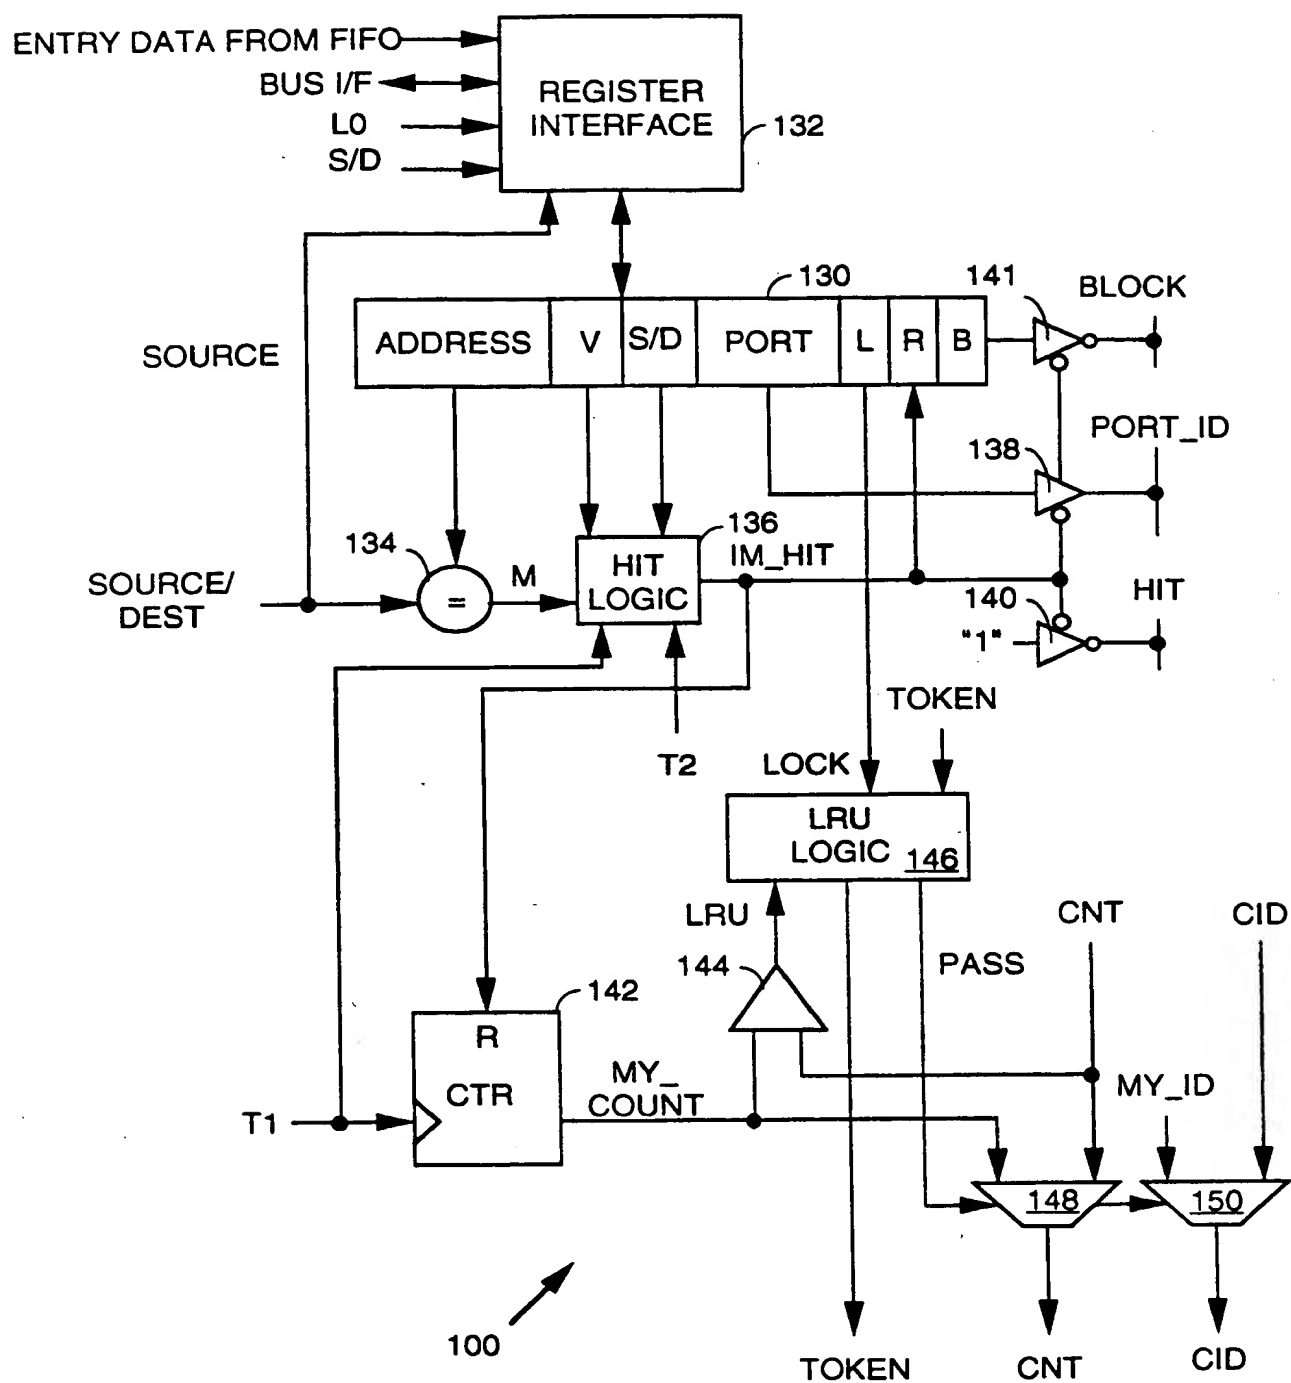 ENTRY DATA FROM FIFO
BUS I/F
L0
S/D
REGISTER
INTERFACE
132
130
141
BLOCK
SOURCE
ADDRESS
V
S/D
PORT
L
R
B
PORT_ID
138
134
136
IM_HIT
SOURCE/
DEST
=
M
HIT
LOGIC
HIT
140
"1"
TOKEN
T2
LOCK
LRU
LOGIC 146
LRU
CNT
CID
144
PASS
142
R
CTR
MY_
COUNT
MY_ID
T1
148
150
100
TOKEN
CNT
CID